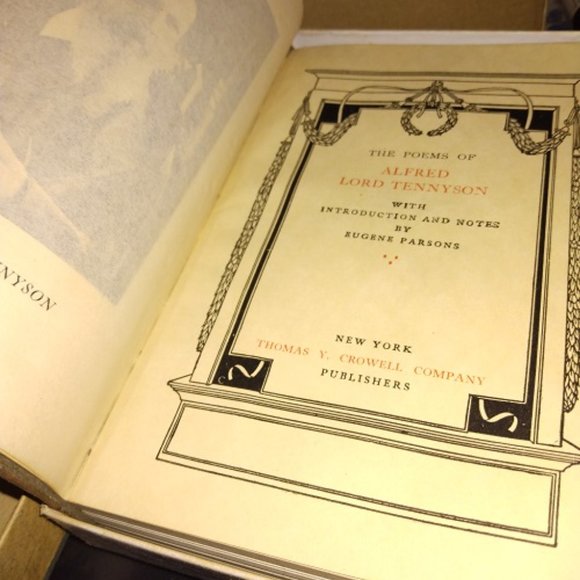 NNYSON
THE POEMS OF
ALFRED
LORD TENNYSON
WITH
INTRODUCTION AND NOTES
BY
EUGENE PARSONS
NEW YORK
THOMAS Y. CROWELL COMPANY
PUBLISHERS